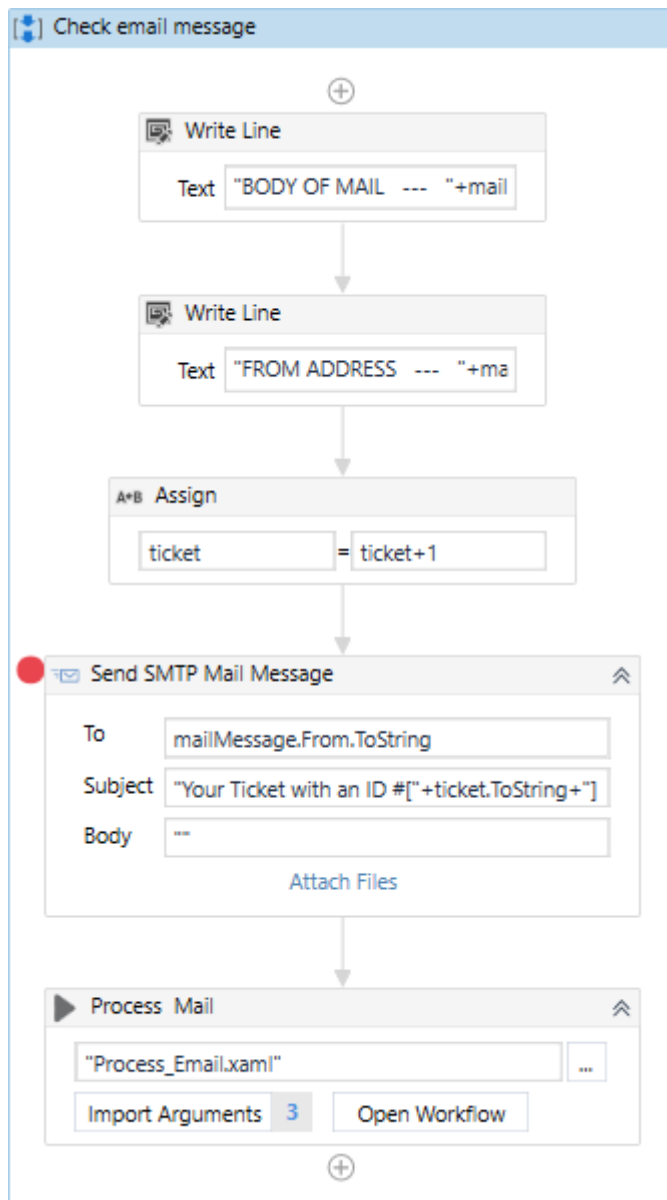 Check email message
Write Line
Text "BODY OF MAIL --- "+mail
Write Line
Text "FROM ADDRESS --- "+ma
A+B Assign
ticket = ticket+1
Send SMTP Mail Message
To mailMessage.From.ToString
Subject "Your Ticket with an ID #["+ticket.ToString+"]
Body ""
Attach Files
Process Mail
"Process_Email.xaml" ...
Import Arguments 3 Open Workflow